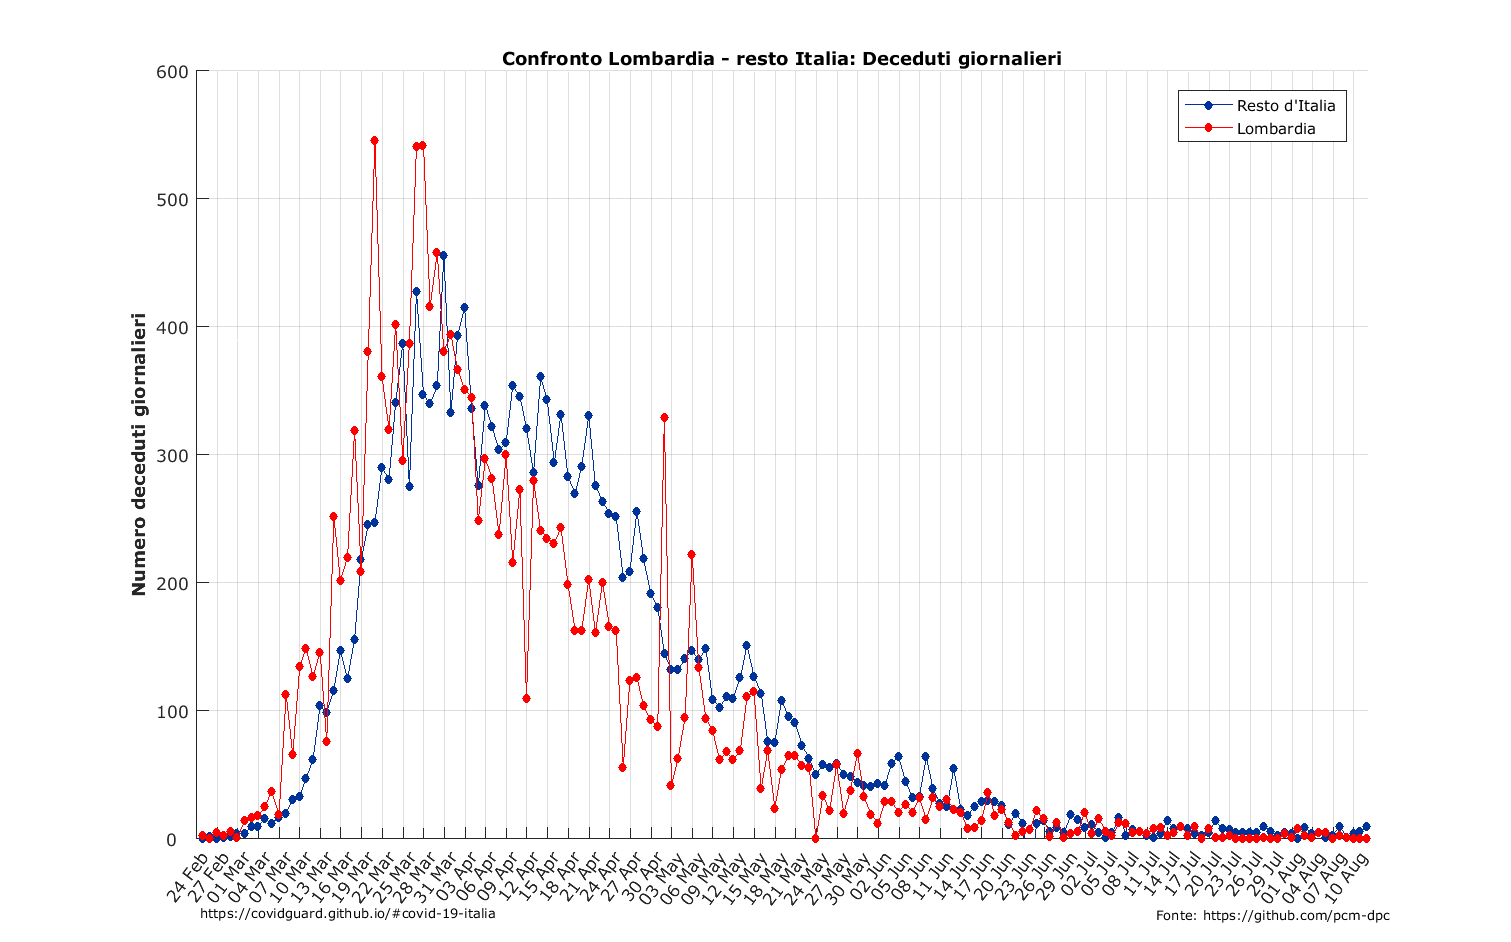 Confronto Lombardia - resto Italia: Deceduti giornalieri
600
500
400
300
200
100
0
Numero deceduti giornalieri
Resto d'Italia
Lombardia
24 Feb
27 Feb
01 Mar
04 Mar
07 Mar
10 Mar
13 Mar
16 Mar
19 Mar
22 Mar
25 Mar
28 Mar
31 Mar
03 Apr
06 Apr
09 Apr
12 Apr
15 Apr
18 Apr
21 Apr
24 Apr
27 Apr
30 Apr
03 May
06 May
09 May
12 May
15 May
18 May
21 May
24 May
27 May
30 May
02 Jun
05 Jun
08 Jun
11 Jun
14 Jun
17 Jun
20 Jun
23 Jun
26 Jun
29 Jun
02 Jul
05 Jul
08 Jul
11 Jul
14 Jul
17 Jul
20 Jul
23 Jul
26 Jul
29 Jul
01 Aug
04 Aug
07 Aug
10 Aug
https://covidguard.github.io/#covid-19-italia
Fonte: https://github.com/pcm-dpc